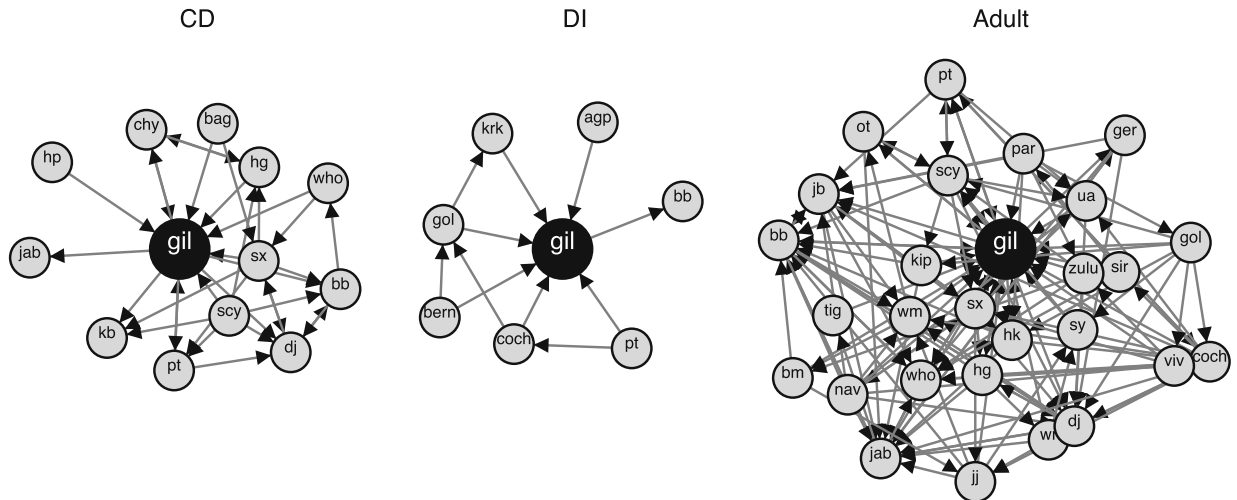 CD
DI
Adult
chy
bag
hp
hg
who
gil
jab
sx
bb
scy
kb
pt
dj
krk
agp
bb
gol
gil
bern
coch
pt
pt
ot
par
ger
scy
jb
ua
bb
gil
gol
kip
zulu
sir
tig
wm
sx
sy
hk
viv
coch
bm
nav
who
hg
dj
jab
jj